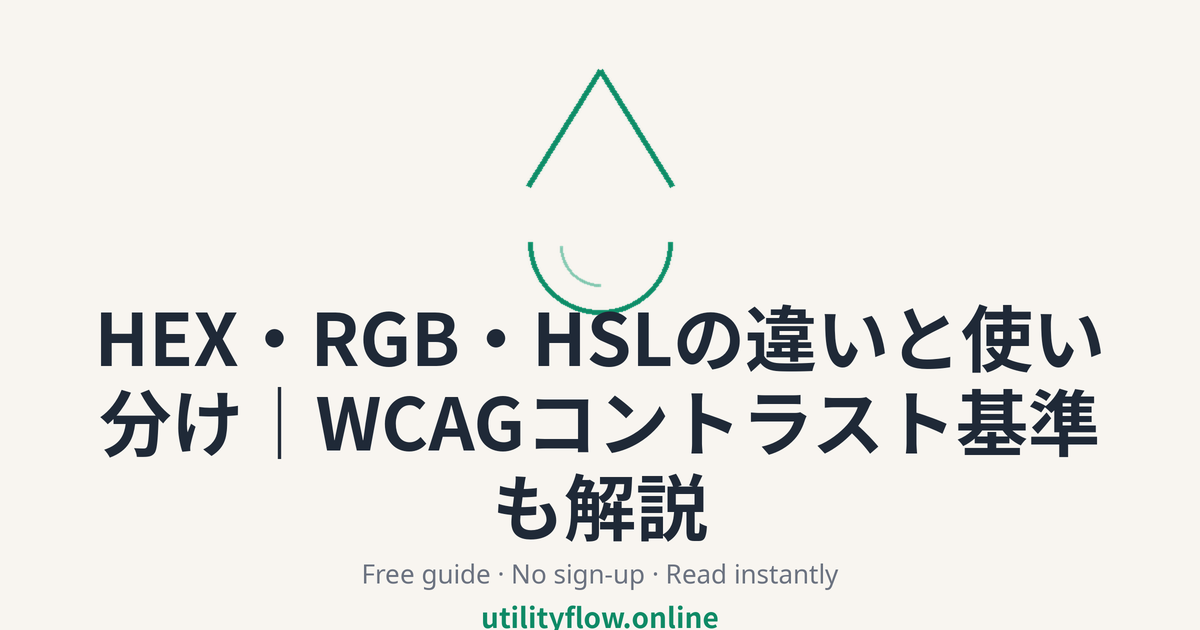 HEX・RGB・HSLの違いと使い
分け｜WCAGコントラスト基準
も解説
Free guide · No sign-up · Read instantly
utilityflow.online